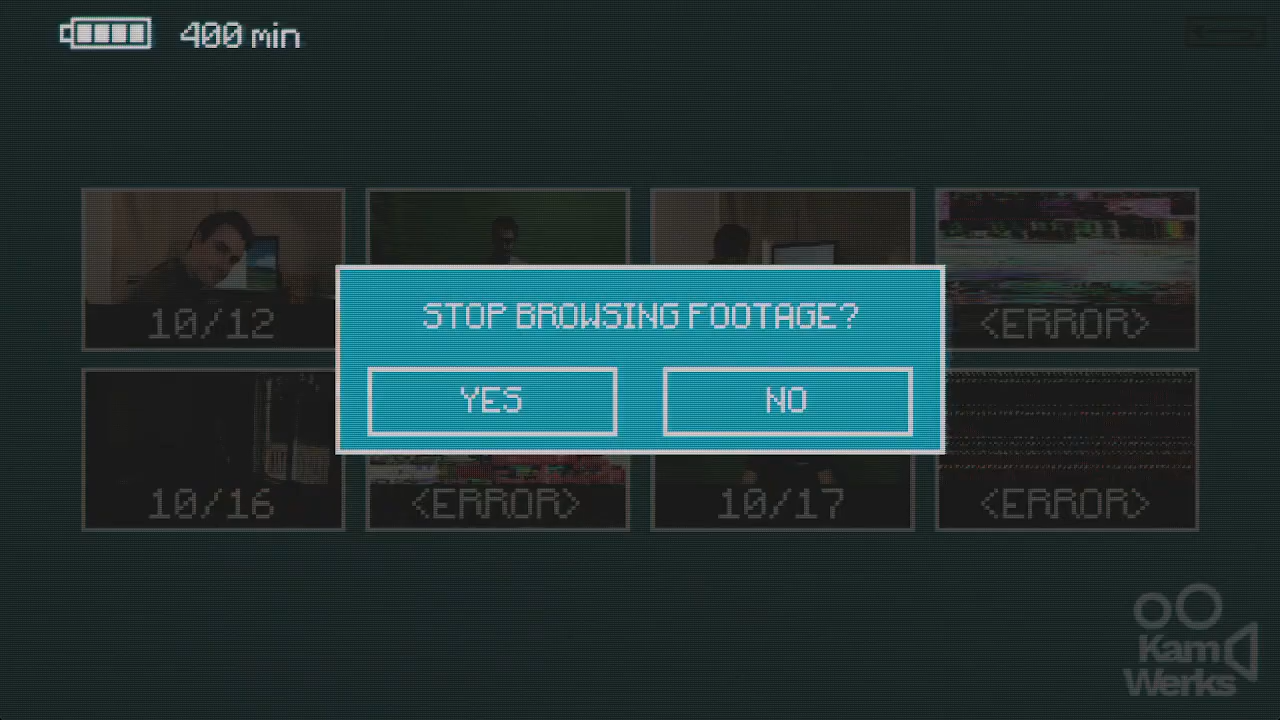 400 min
STOP BROWSING FOOTAGE?
YES NO
10/12 <ERROR>
10/16 <ERROR> 10/17 <ERROR>
Kam
Werks